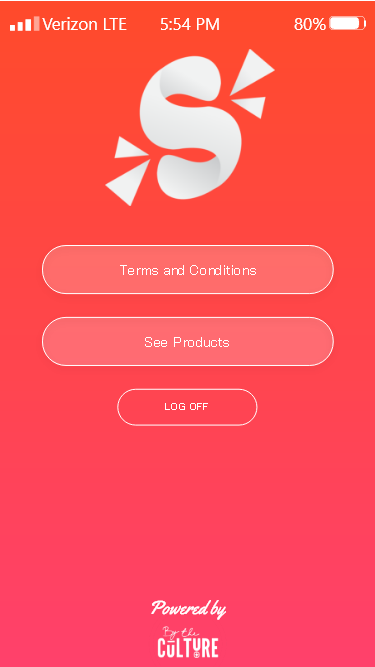 Verizon LTE 5:54 PM 80%
S
Terms and Conditions
See Products
LOG OFF
Powered by
By the
CULTURE